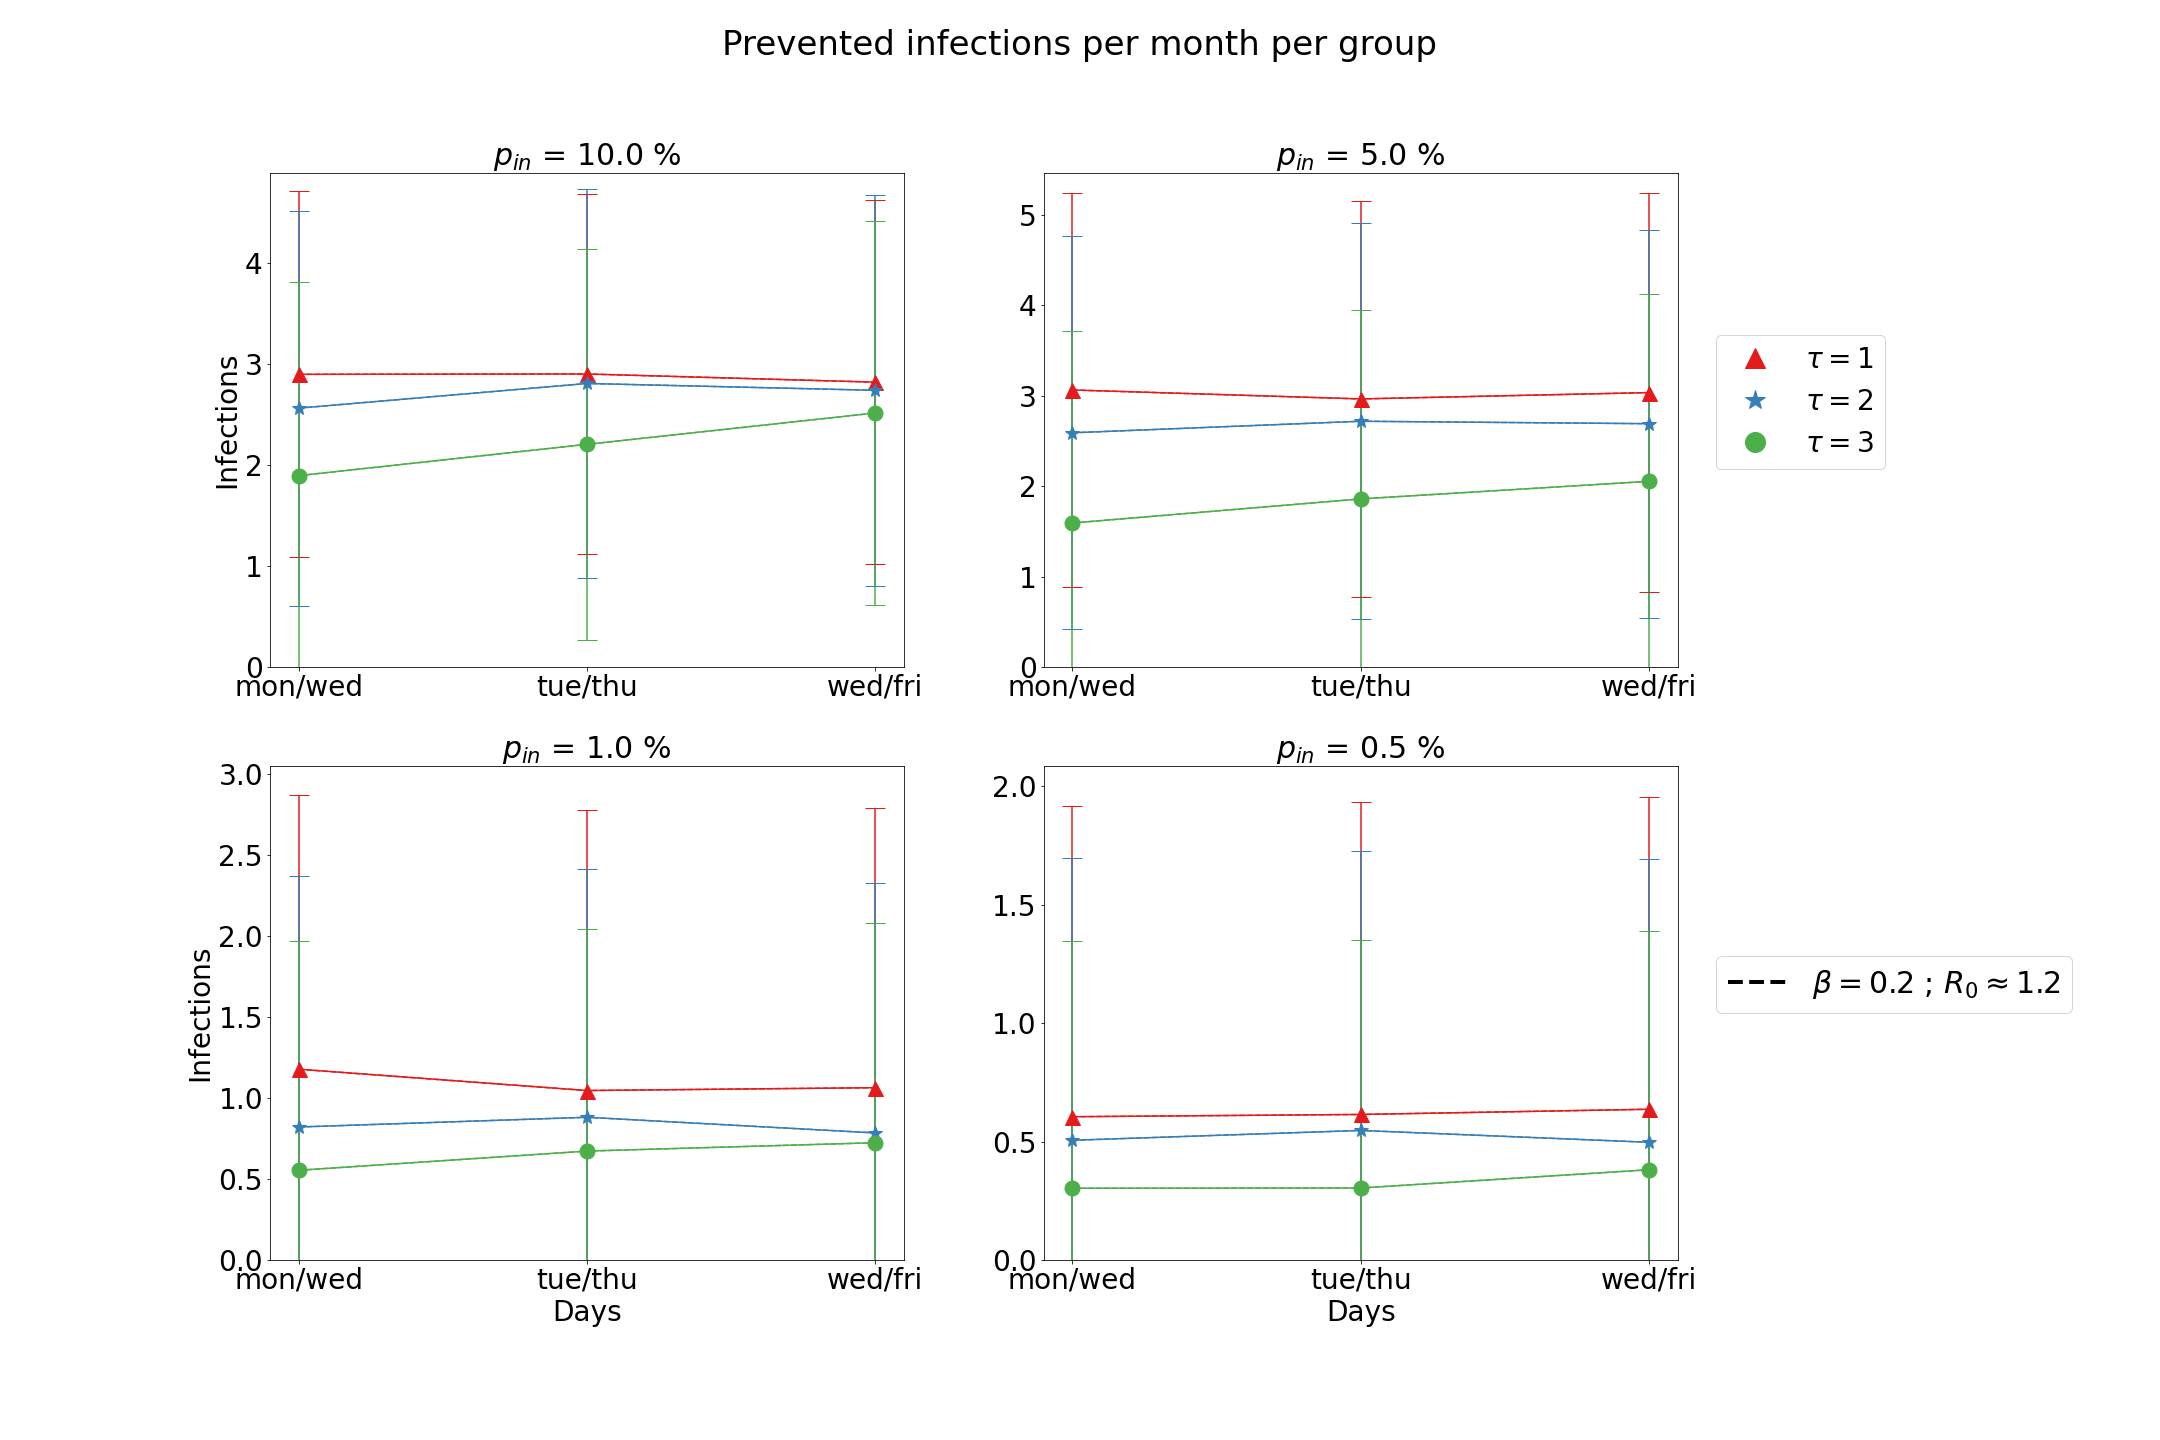 Prevented infections per month per group
p_in = 10.0 %
Infections
4
3
2
1
0
mon/wed tue/thu wed/fri
p_in = 5.0 %
5
4
3
2
1
0
mon/wed tue/thu wed/fri
τ = 1
τ = 2
τ = 3
p_in = 1.0 %
Infections
3.0
2.5
2.0
1.5
1.0
0.5
0.0
mon/wed tue/thu wed/fri
Days
p_in = 0.5 %
2.0
1.5
1.0
0.5
0.0
mon/wed tue/thu wed/fri
Days
β = 0.2 ; R₀ ≈ 1.2